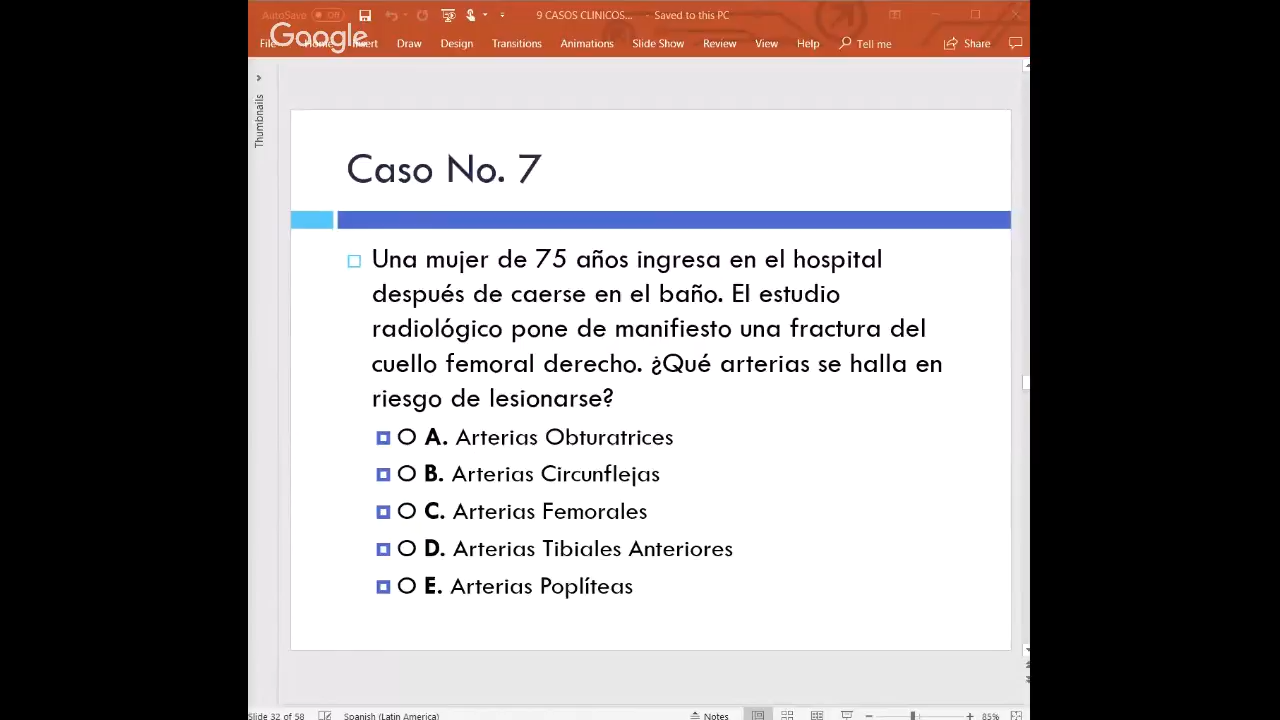 AutoSave Off 9 CASOS CLINICOS... - Saved to this PC
Google
File Home Insert Draw Design Transitions Animations Slide Show Review View Help Tell me Share
Thumbnails
Caso No. 7
Una mujer de 75 años ingresa en el hospital
después de caerse en el baño. El estudio
radiológico pone de manifiesto una fractura del
cuello femoral derecho. ¿Qué arterias se halla en
riesgo de lesionarse?
O A. Arterias Obturatrices
O B. Arterias Circunflejas
O C. Arterias Femorales
O D. Arterias Tibiales Anteriores
O E. Arterias Poplíteas
Slide 32 of 58 Spanish (Latin America) Notes 85%